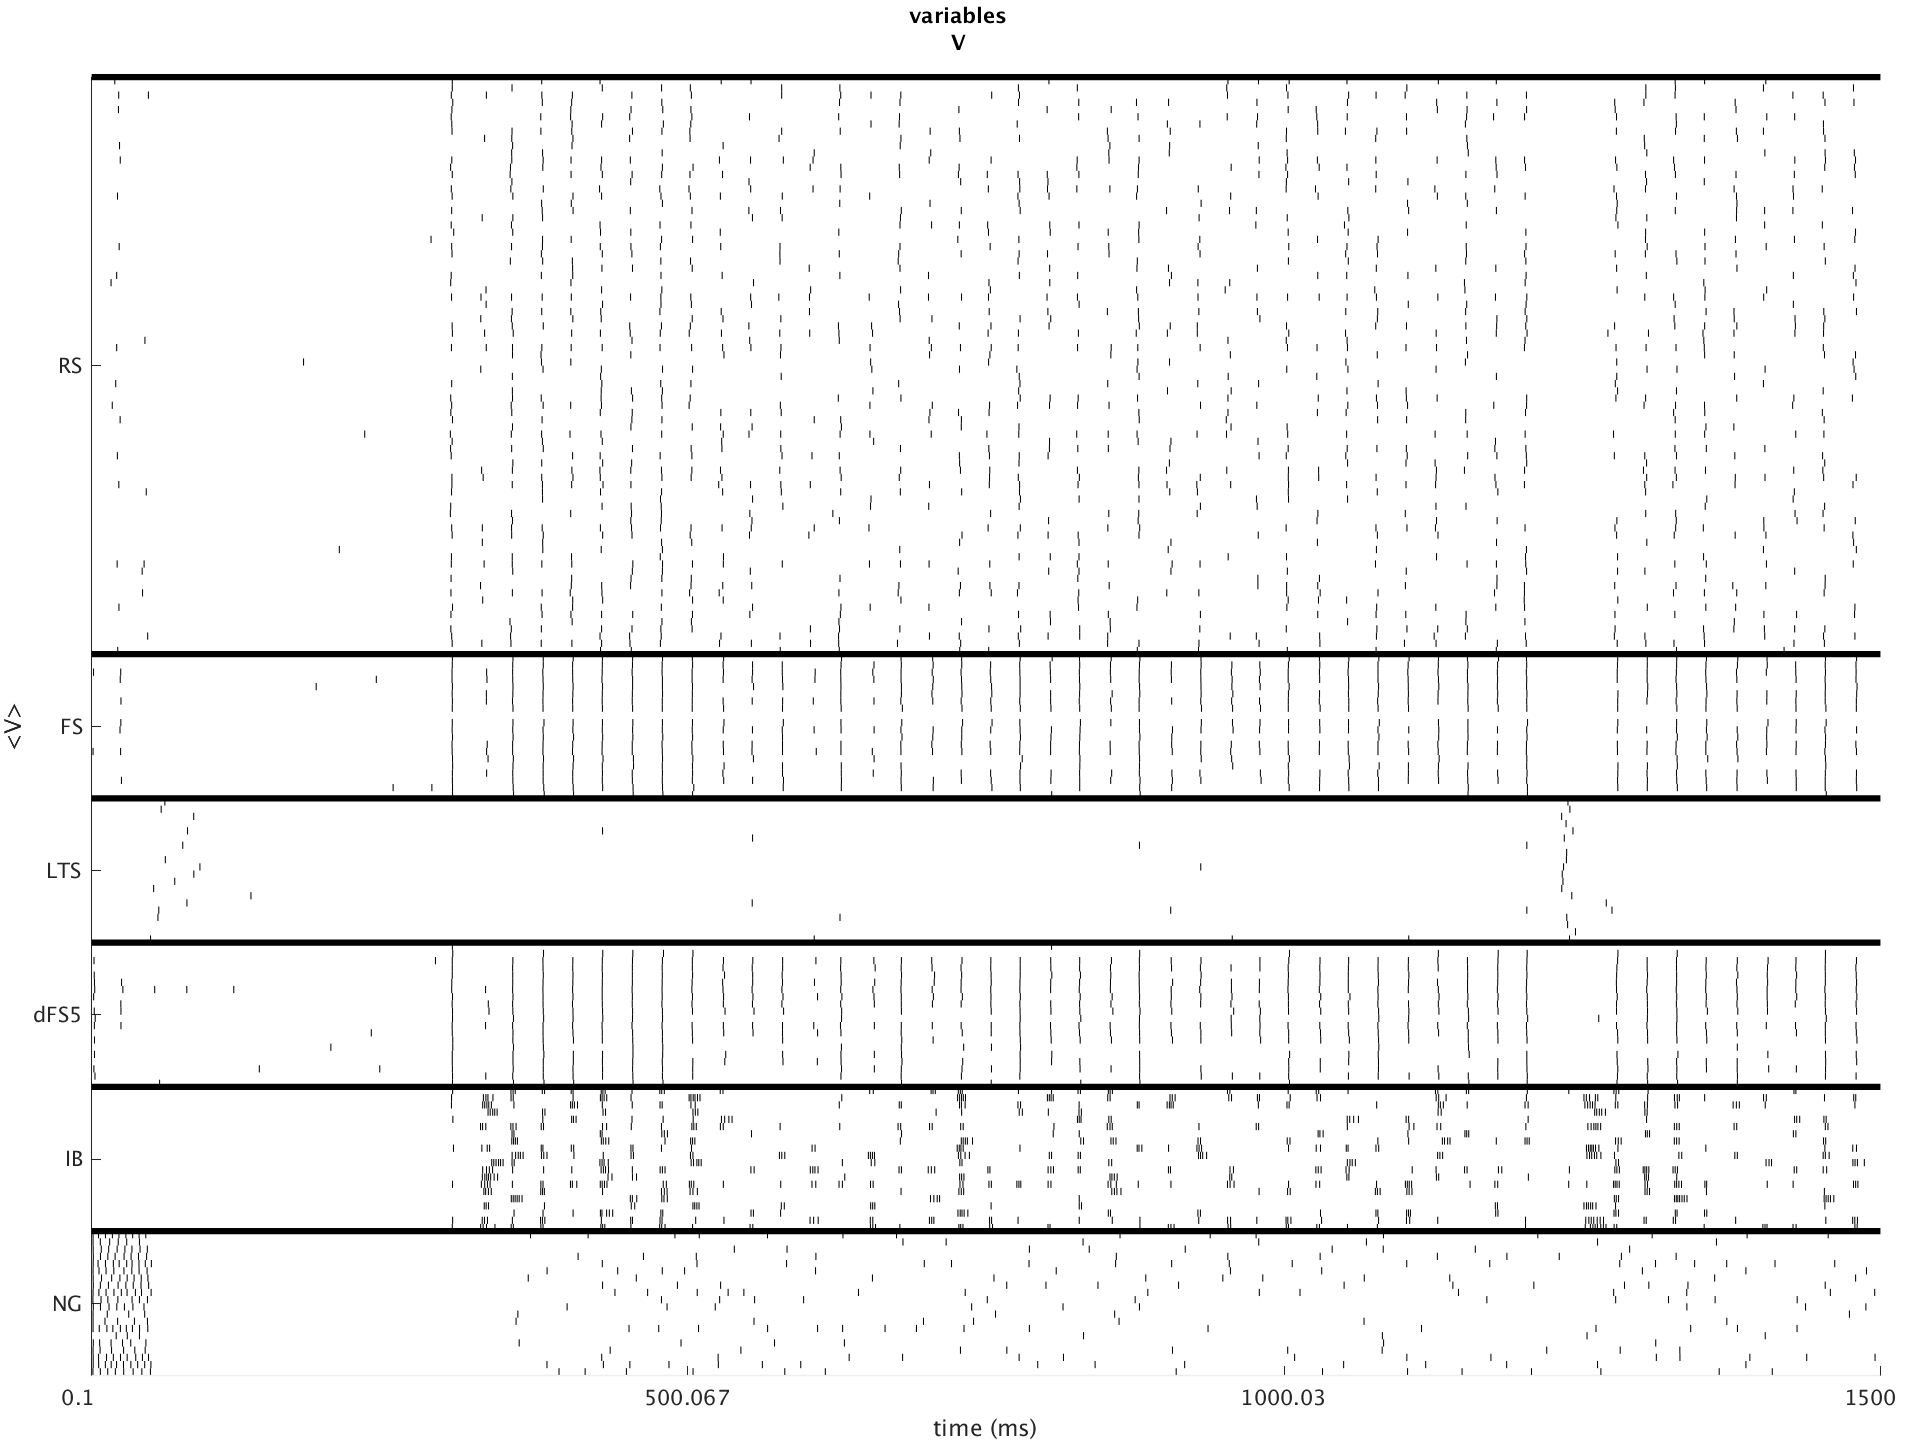 variables
V
RS
FS
<V>
LTS
dFS5
IB
NG
0.1
500.067
1000.03
1500
time (ms)